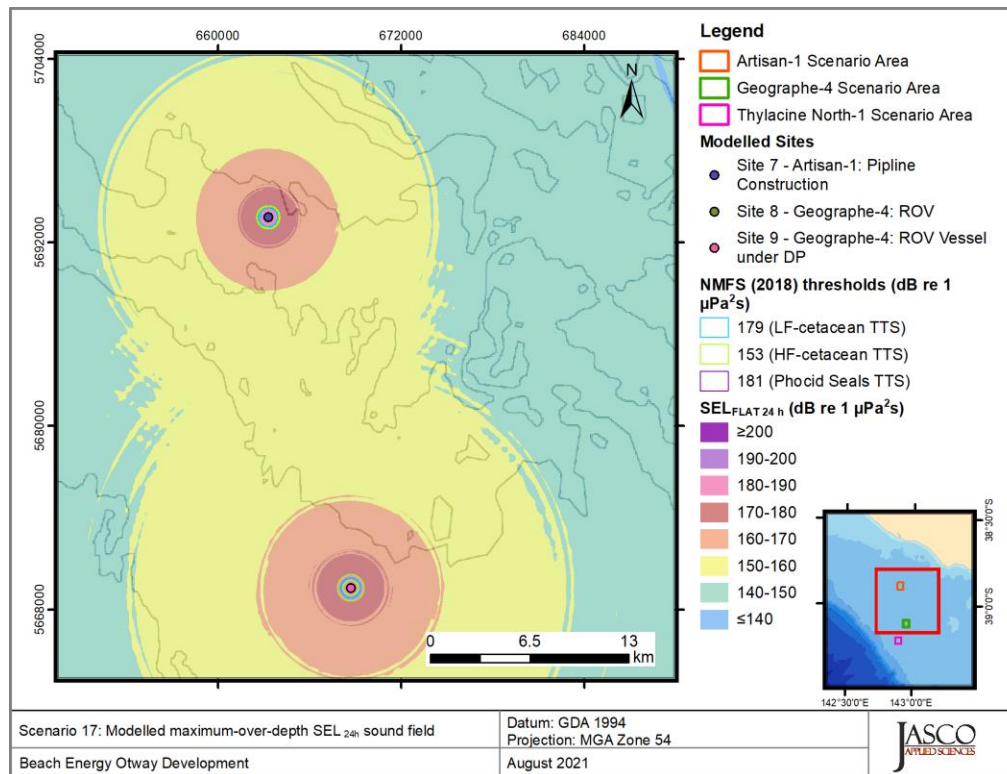 660000 672000 684000
5704000
5692000
5680000
5668000
N
0 6.5 13
km
Legend
Artisan-1 Scenario Area
Geographe-4 Scenario Area
Thylacine North-1 Scenario Area
Modelled Sites
Site 7 - Artisan-1: Pipline
Construction
Site 8 - Geographe-4: ROV
Site 9 - Geographe-4: ROV Vessel
under DP
NMFS (2018) thresholds (dB re 1
µPa²s)
179 (LF-cetacean TTS)
153 (HF-cetacean TTS)
181 (Phocid Seals TTS)
SELFLAT 24 h (dB re 1 µPa²s)
≥200
190-200
180-190
170-180
160-170
150-160
140-150
≤140
38°30'S
39°0'S
142°30'E 143°0'E
Scenario 17: Modelled maximum-over-depth SEL 24h sound field
Datum: GDA 1994
Projection: MGA Zone 54
Beach Energy Otway Development
August 2021
JASCO
APPLIED SCIENCES